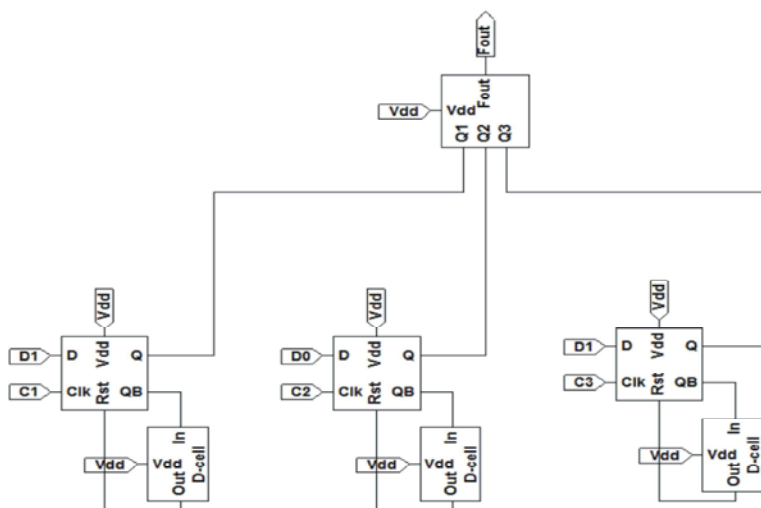 Fout
Fout
Vdd Vdd
Q1 Q2 Q3
Vdd Vdd Vdd
D1 D Vdd Q D0 D Vdd Q D1 D Vdd Q
C1 Clk Rst QB C2 Clk Rst QB C3 Clk Rst QB
In In In
Vdd Vdd D-cell Vdd Vdd D-cell Vdd Vdd D-cell
Out Out Out